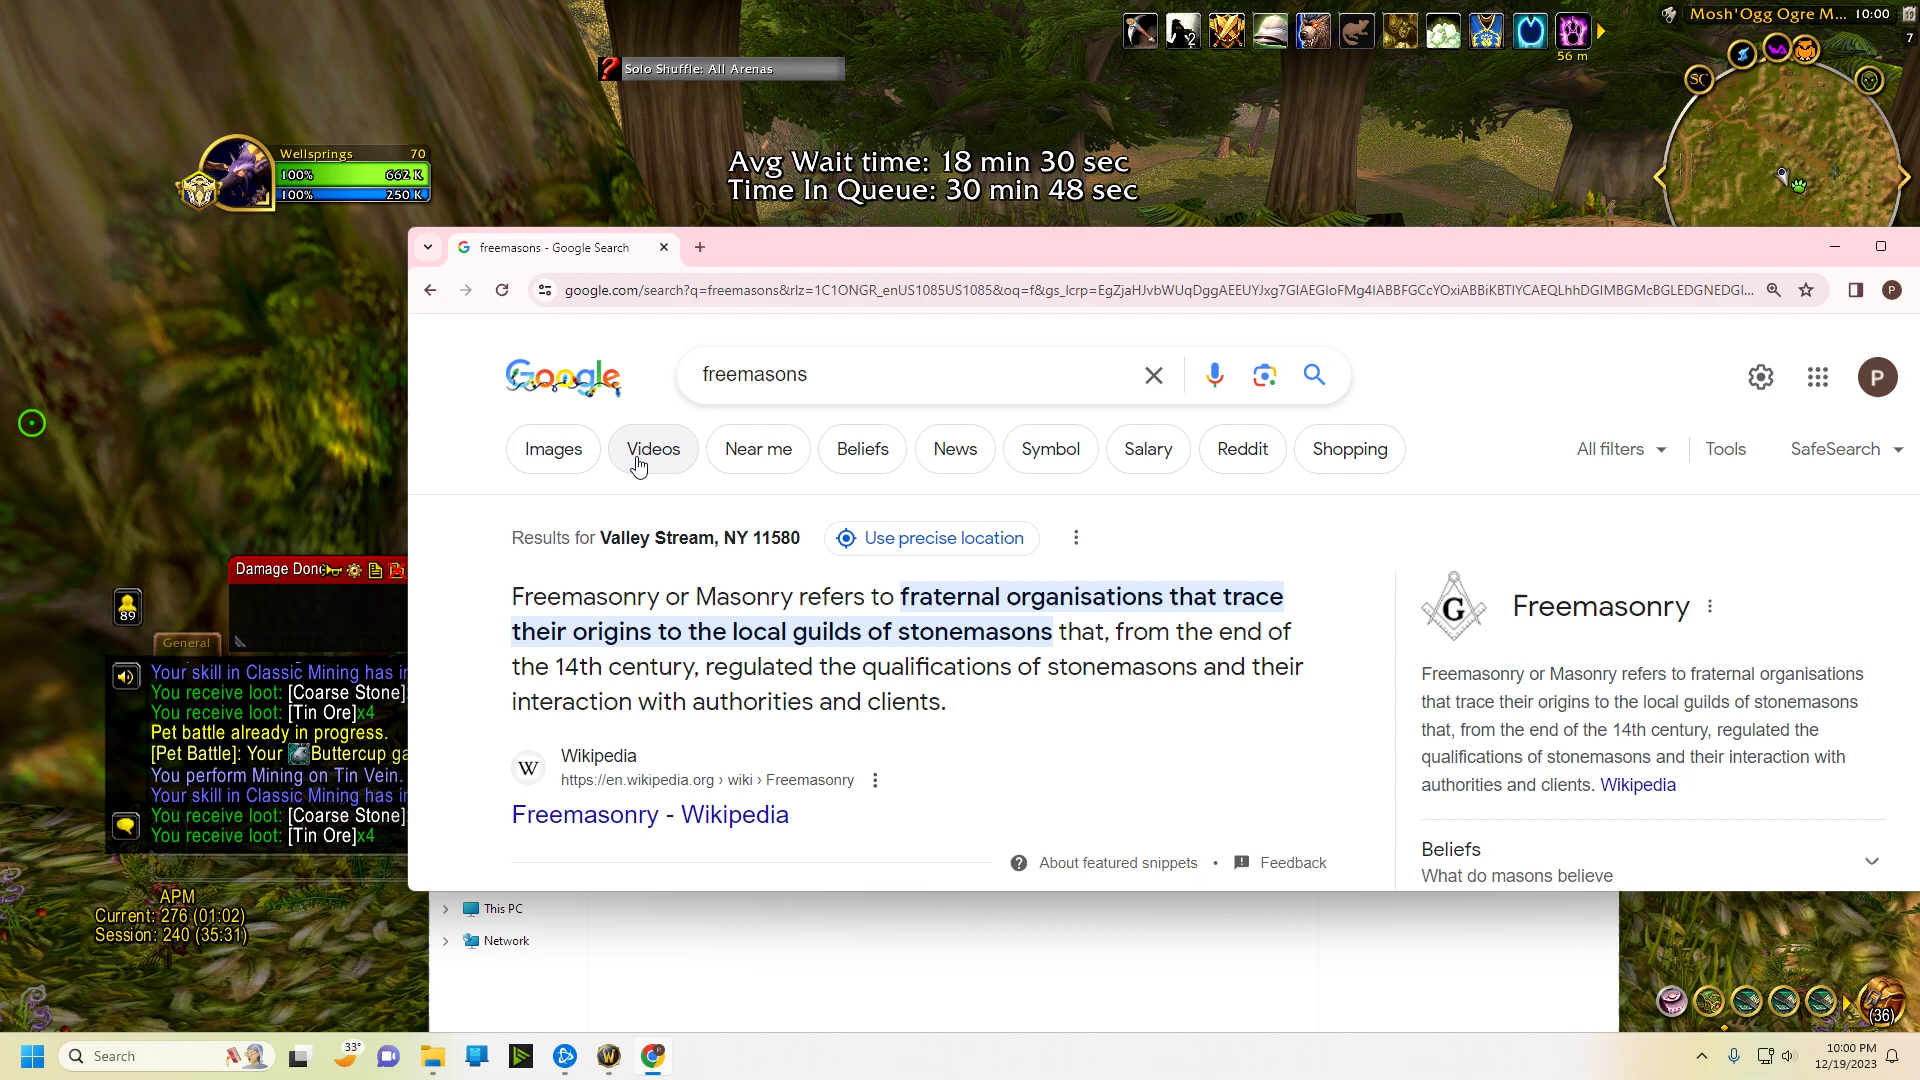 Mosh'Ogg Ogre M... 10:00
19
7
2
56 m
SC
Solo Shuffle: All Arenas
Wellsprings 70
100% 662 K
100% 250 K
Avg Wait time: 18 min 30 sec
Time In Queue: 30 min 48 sec
freemasons - Google Search
google.com/search?q=freemasons&rlz=1C1ONGR_enUS1085US1085&oq=f&gs_lcrp=EgZjaHJvbWUqDggAEEUYJxg7GIAEGIoFMg4IABBFGCcYOxiABBiKBTIYCAEQLhhDGIMBGMcBGLEDGNEDGI...
P
Google
freemasons
P
Images Videos Near me Beliefs News Symbol Salary Reddit Shopping
All filters Tools SafeSearch
Results for Valley Stream, NY 11580 Use precise location
Freemasonry or Masonry refers to fraternal organisations that trace
their origins to the local guilds of stonemasons that, from the end of
the 14th century, regulated the qualifications of stonemasons and their
interaction with authorities and clients.
W
Wikipedia
https://en.wikipedia.org › wiki › Freemasonry
Freemasonry - Wikipedia
About featured snippets • Feedback
G
Freemasonry
Freemasonry or Masonry refers to fraternal organisations
that trace their origins to the local guilds of stonemasons
that, from the end of the 14th century, regulated the
qualifications of stonemasons and their interaction with
authorities and clients. Wikipedia
Beliefs
What do masons believe
Damage Done
89
General
Your skill in Classic Mining has in
You receive loot: [Coarse Stone]
You receive loot: [Tin Ore]x4
Pet battle already in progress.
[Pet Battle]: Your Buttercup ga
You perform Mining on Tin Vein.
Your skill in Classic Mining has in
You receive loot: [Coarse Stone]
You receive loot: [Tin Ore]x4
APM
Current: 276 (01:02)
Session: 240 (35:31)
This PC
Network
(36)
Search
33°
10:00 PM
12/19/2023